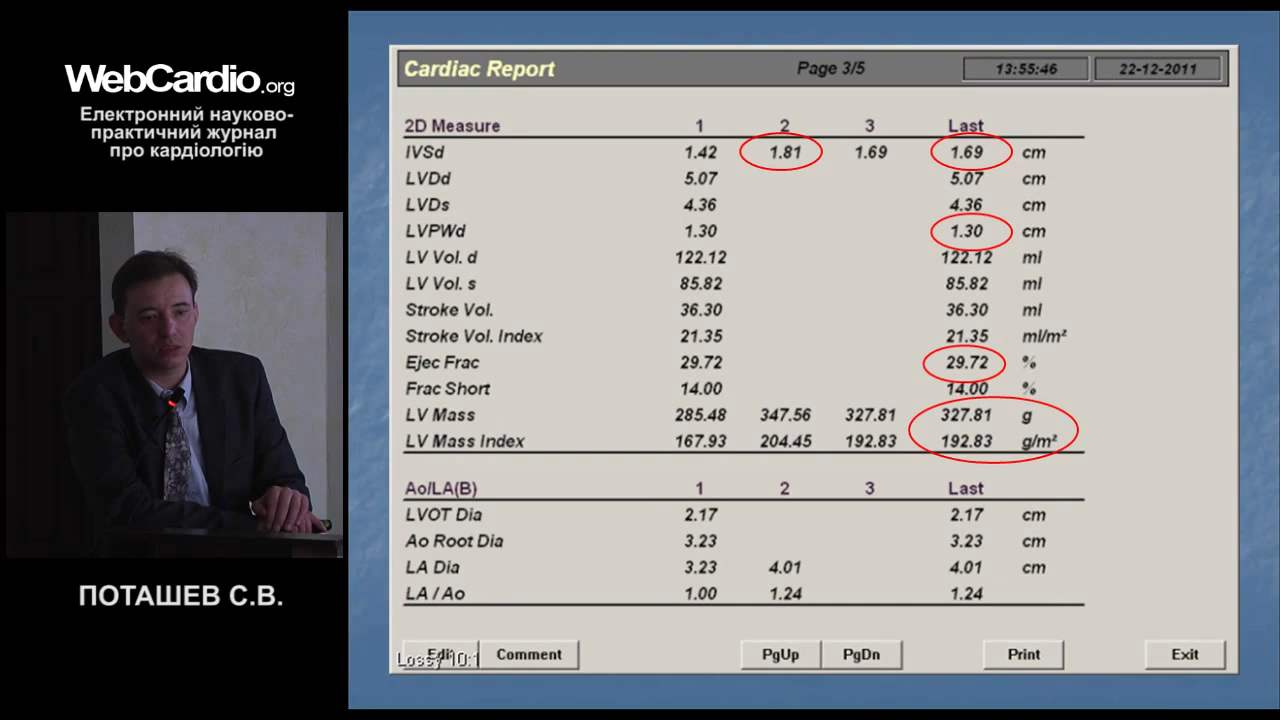 WebCardio.org
Електронний науково-
практичний журнал
про кардіологію
ПОТАШЕВ С.В.
Cardiac Report Page 3/5 13:55:46 22-12-2011
2D Measure 1 2 3 Last
IVSd 1.42 1.81 1.69 1.69 cm
LVDd 5.07 5.07 cm
LVDs 4.36 4.36 cm
LVPWd 1.30 1.30 cm
LV Vol. d 122.12 122.12 ml
LV Vol. s 85.82 85.82 ml
Stroke Vol. 36.30 36.30 ml
Stroke Vol. Index 21.35 21.35 ml/m²
Ejec Frac 29.72 29.72 %
Frac Short 14.00 14.00 %
LV Mass 285.48 347.56 327.81 327.81 g
LV Mass Index 167.93 204.45 192.83 192.83 g/m²
Ao/LA(B) 1 2 3 Last
LVOT Dia 2.17 2.17 cm
Ao Root Dia 3.23 3.23 cm
LA Dia 3.23 4.01 4.01 cm
LA / Ao 1.00 1.24 1.24
Edit Comment PgUp PgDn Print Exit
Lossy 10:1